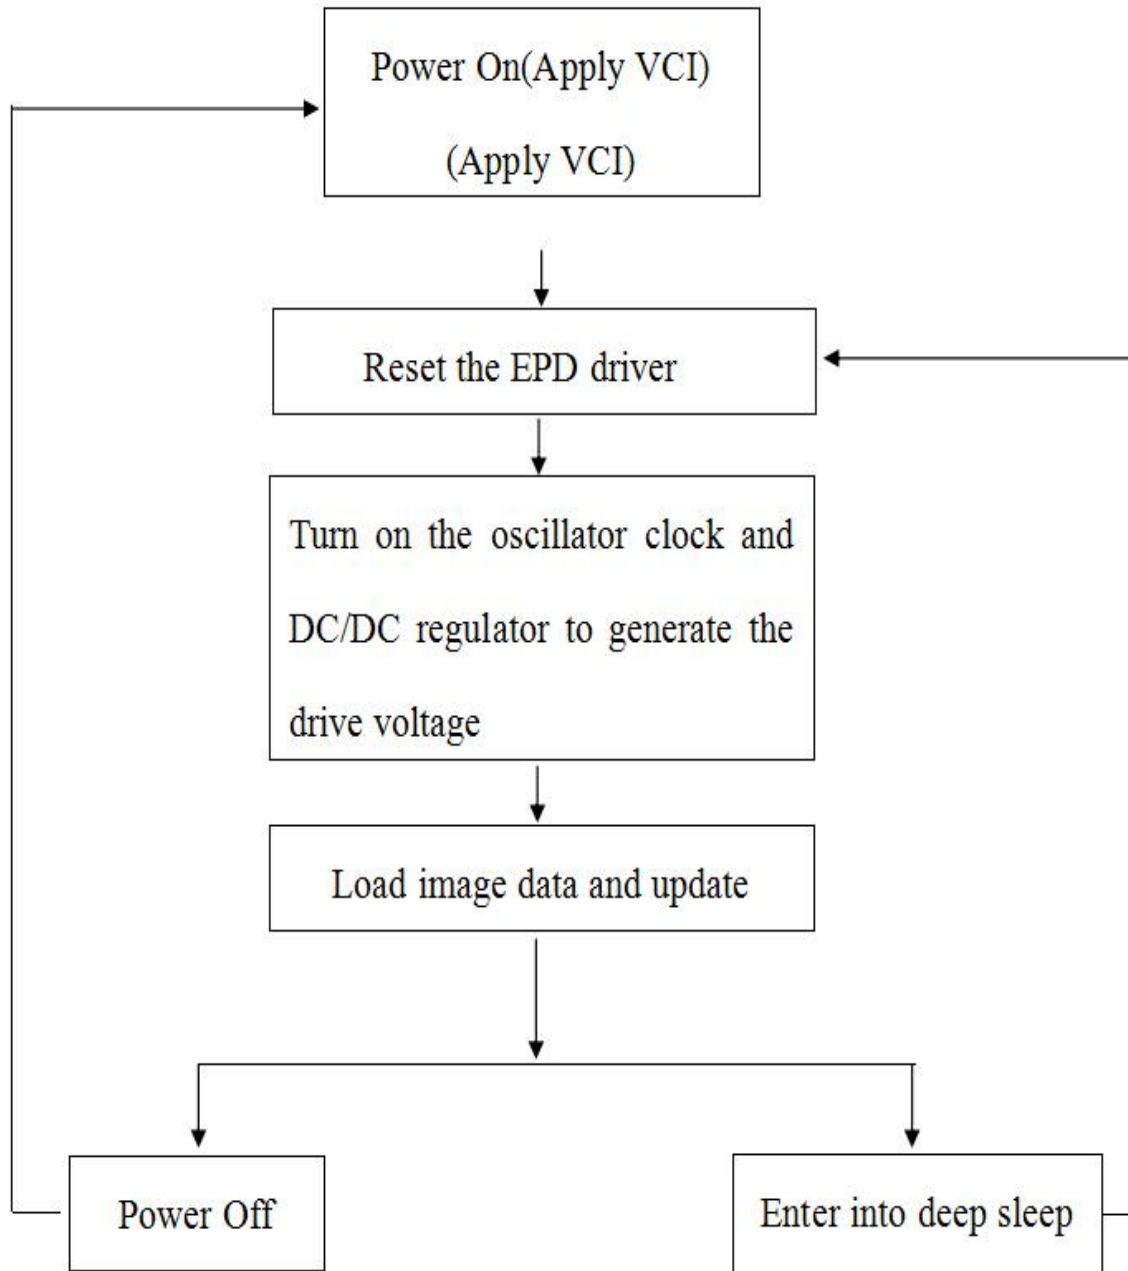 Power On(Apply VCI)
(Apply VCI)
Reset the EPD driver
Turn on the oscillator clock and
DC/DC regulator to generate the
drive voltage
Load image data and update
Power Off
Enter into deep sleep